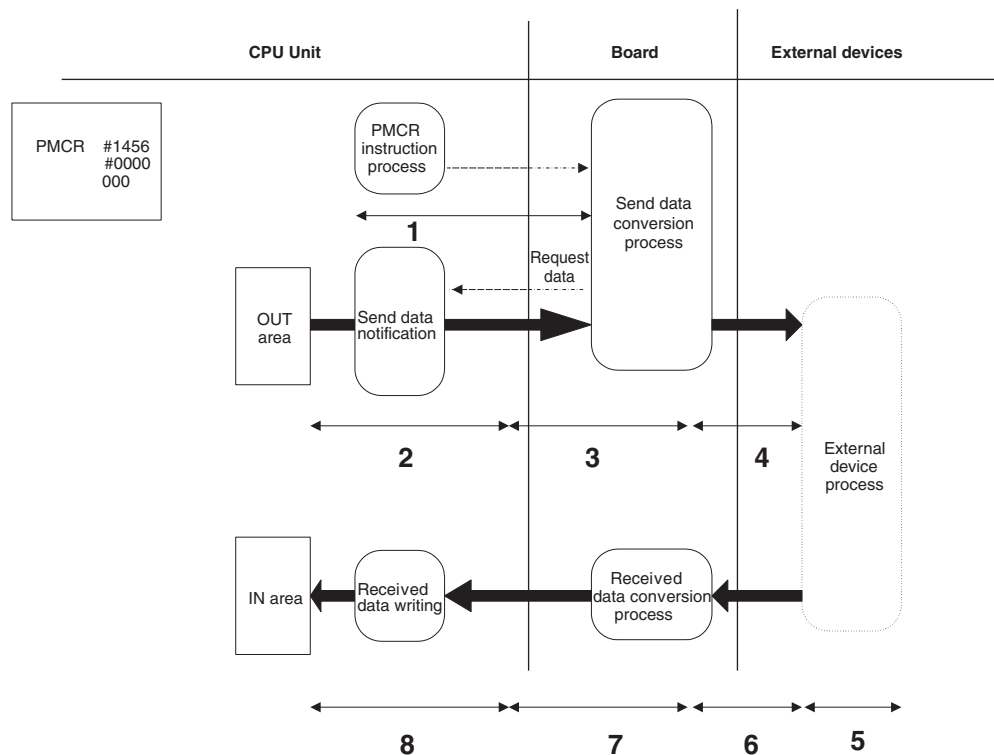 CPU Unit
Board
External devices
PMCR #1456
#0000
000
PMCR
instruction
process
1
Send data
conversion
process
Request
data
OUT
area
Send data
notification
2
3
4
External
device
process
IN area
Received
data writing
Received
data conversion
process
8
7
6
5